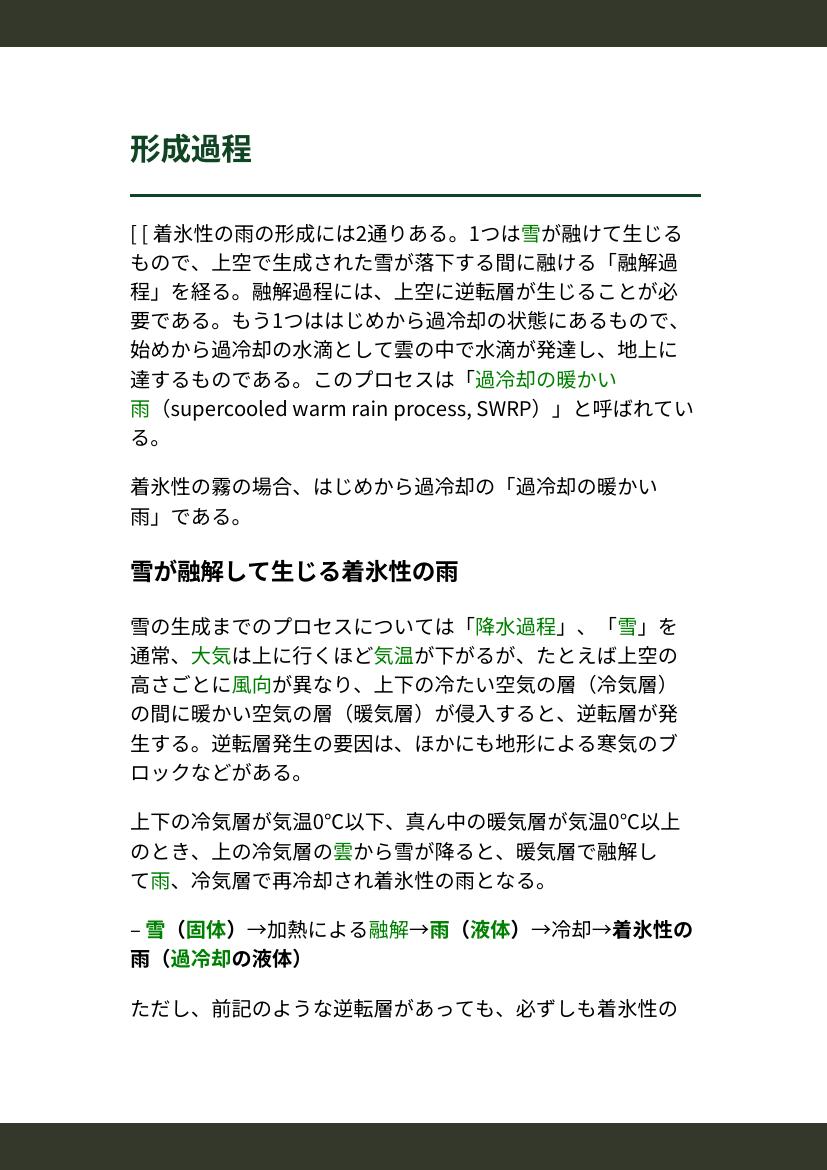 形成過程
[ [ 着氷性の雨の形成には2通りある。1つは雪が融けて生じる
もので、上空で生成された雪が落下する間に融ける「融解過
程」を経る。融解過程には、上空に逆転層が生じることが必
要である。もう1つははじめから過冷却の状態にあるもので、
始めから過冷却の水滴として雲の中で水滴が発達し、地上に
達するものである。このプロセスは「過冷却の暖かい
雨（supercooled warm rain process, SWRP）」と呼ばれてい
る。
着氷性の霧の場合、はじめから過冷却の「過冷却の暖かい
雨」である。
雪が融解して生じる着氷性の雨
雪の生成までのプロセスについては「降水過程」、「雪」を
通常、大気は上に行くほど気温が下がるが、たとえば上空の
高さごとに風向が異なり、上下の冷たい空気の層（冷気層）
の間に暖かい空気の層（暖気層）が侵入すると、逆転層が発
生する。逆転層発生の要因は、ほかにも地形による寒気のブ
ロックなどがある。
上下の冷気層が気温0℃以下、真ん中の暖気層が気温0℃以上
のとき、上の冷気層の雲から雪が降ると、暖気層で融解し
て雨、冷気層で再冷却され着氷性の雨となる。
– 雪（固体）→加熱による融解→雨（液体）→冷却→着氷性の
雨（過冷却の液体）
ただし、前記のような逆転層があっても、必ずしも着氷性の